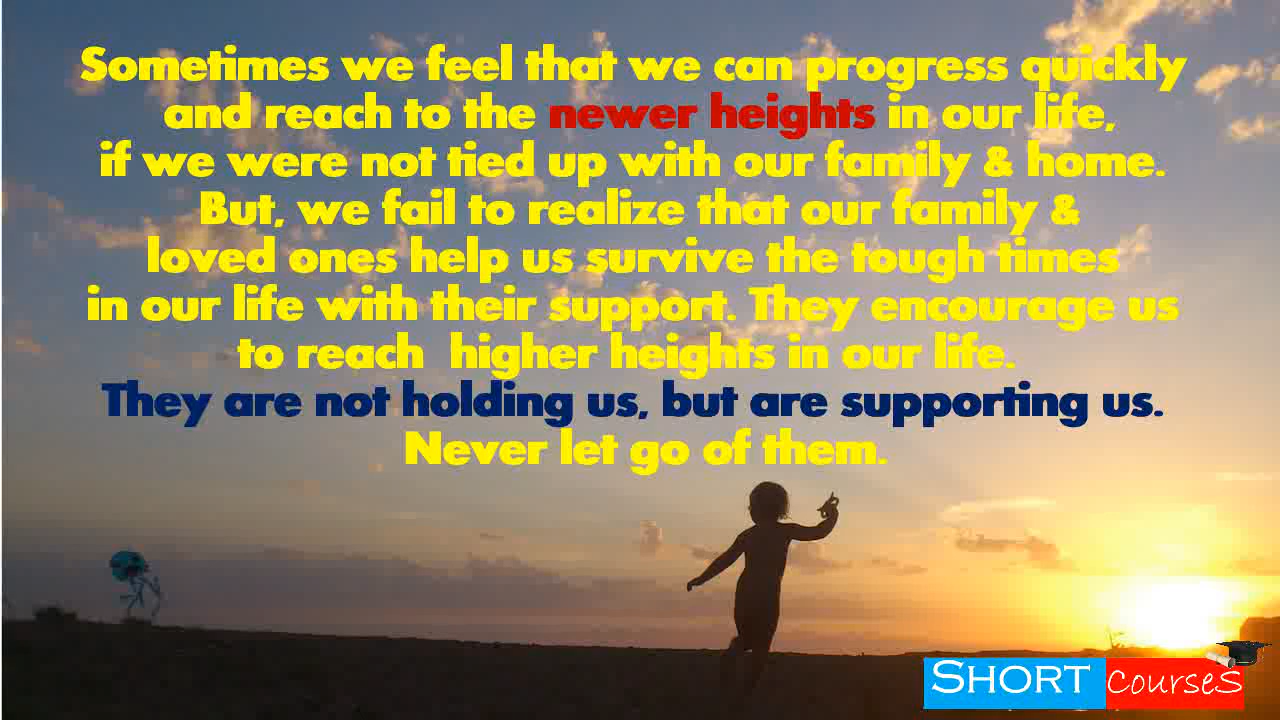 Sometimes we feel that we can progress quickly
and reach to the newer heights in our life,
if we were not tied up with our family & home.
But, we fail to realize that our family &
loved ones help us survive the tough times
in our life with their support. They encourage us
to reach  higher heights in our life.
They are not holding us, but are supporting us.
Never let go of them.
SHORT courseS